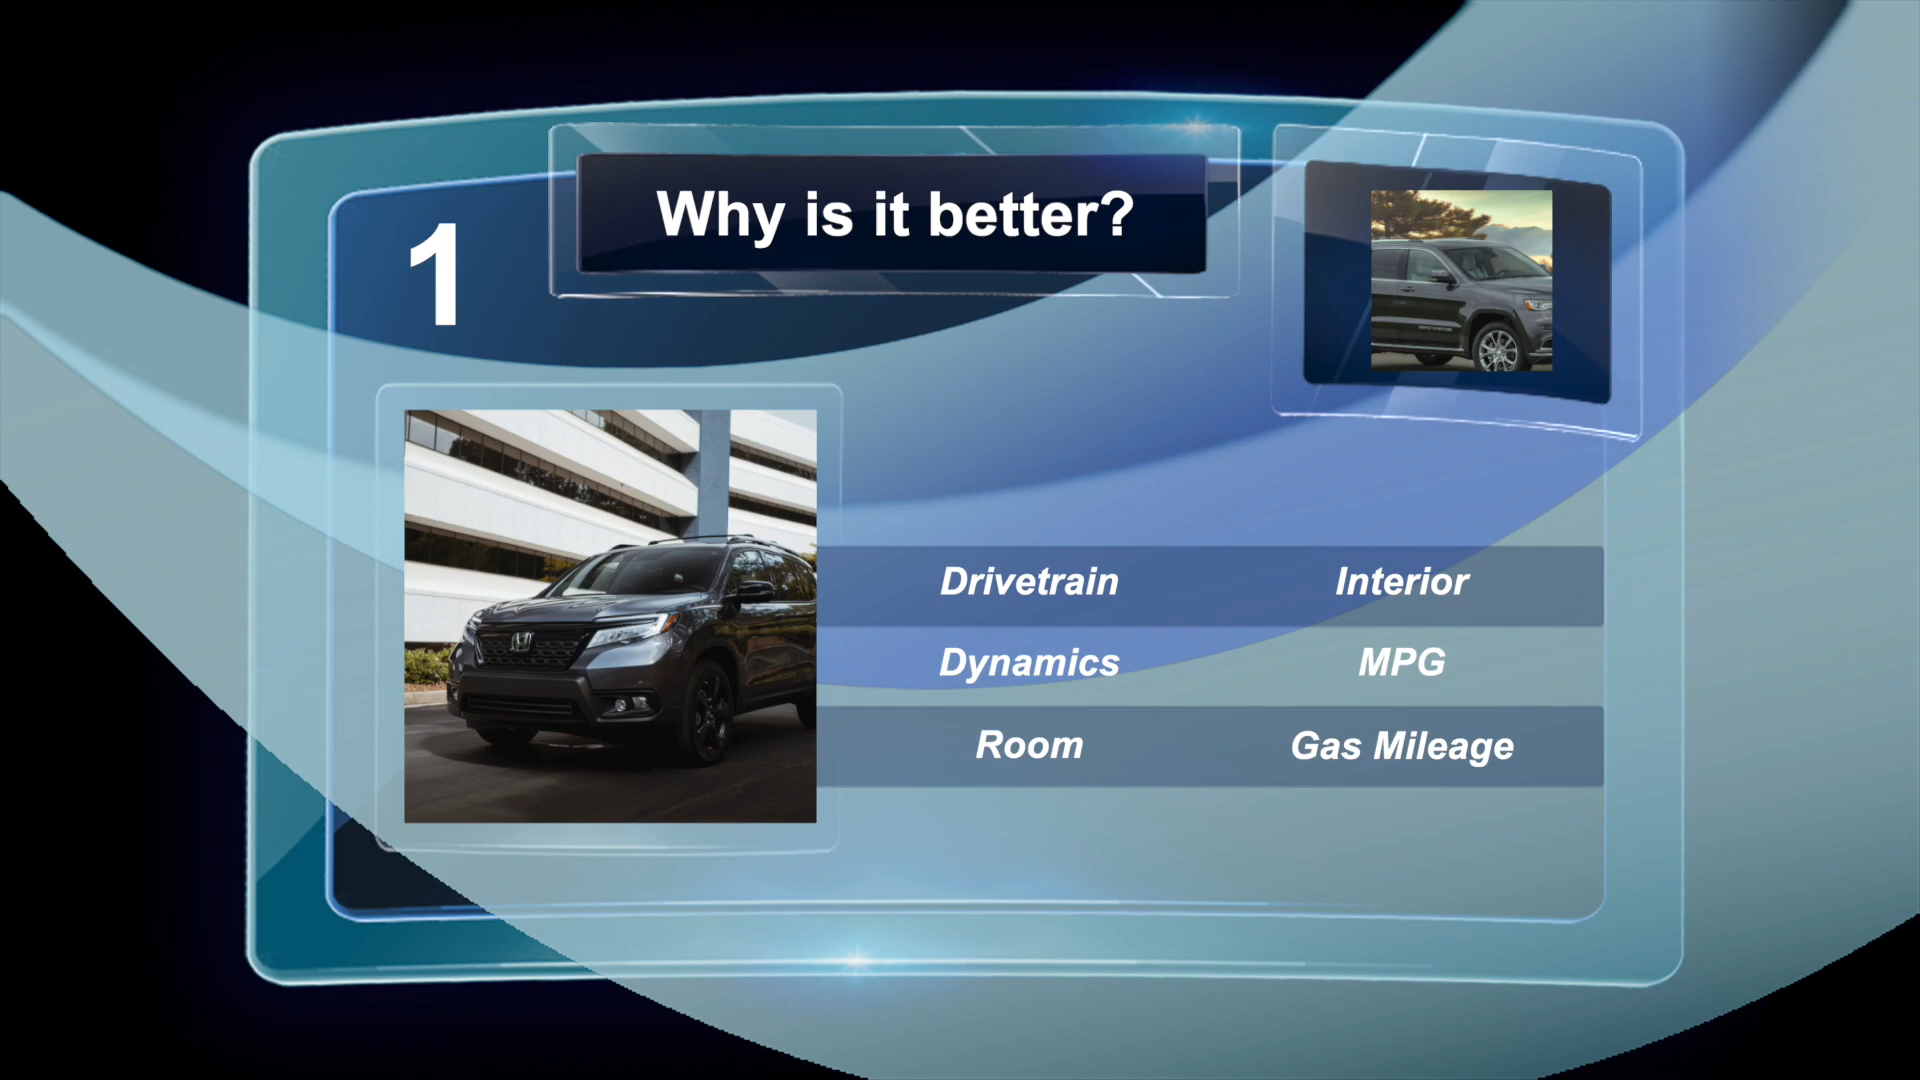 Why is it better?
1
Drivetrain Interior
Dynamics MPG
Room Gas Mileage